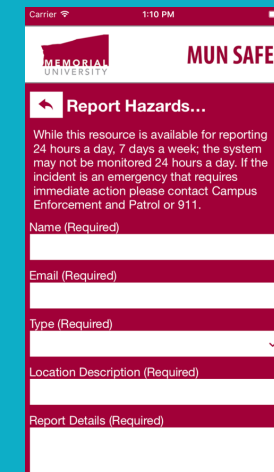 Carrier 1:10 PM
MEMORIAL
UNIVERSITY
MUN SAFE
Report Hazards...
While this resource is available for reporting
24 hours a day, 7 days a week; the system
may not be monitored 24 hours a day. If the
incident is an emergency that requires
immediate action please contact Campus
Enforcement and Patrol or 911.
Name (Required)
Email (Required)
Type (Required)
Location Description (Required)
Report Details (Required)